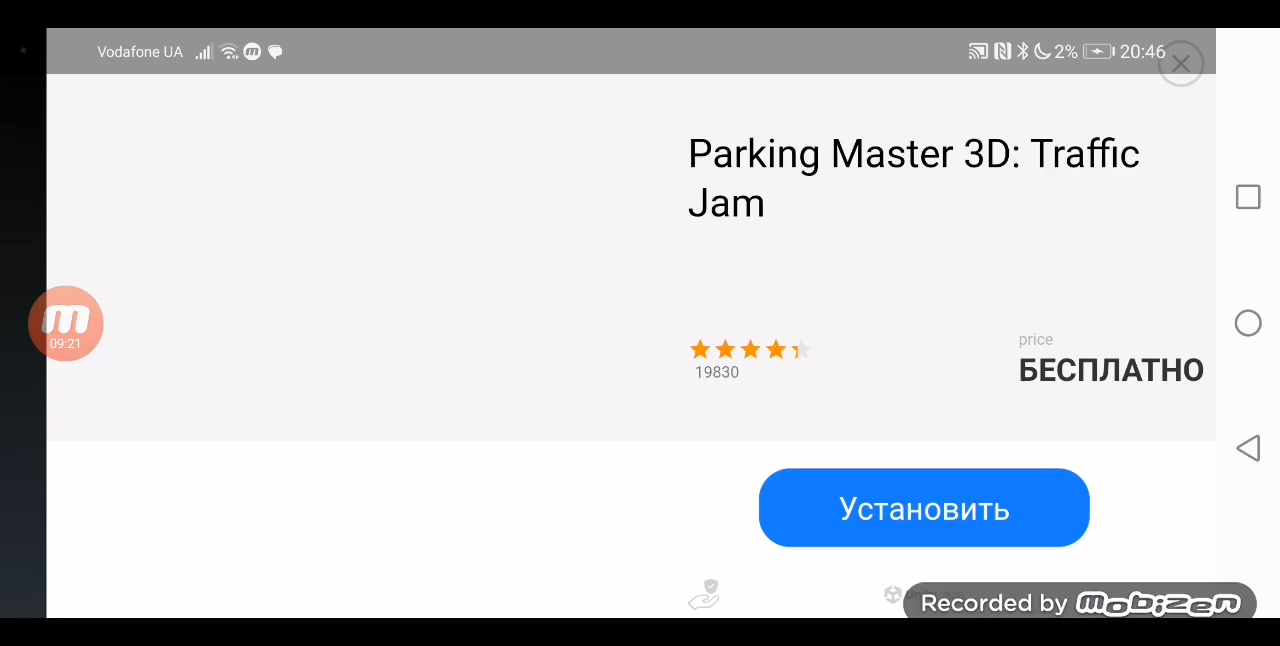 Vodafone UA
2% 20:46
Parking Master 3D: Traffic
Jam
09:21
19830
price
БЕСПЛАТНО
Установить
Recorded by mobizen